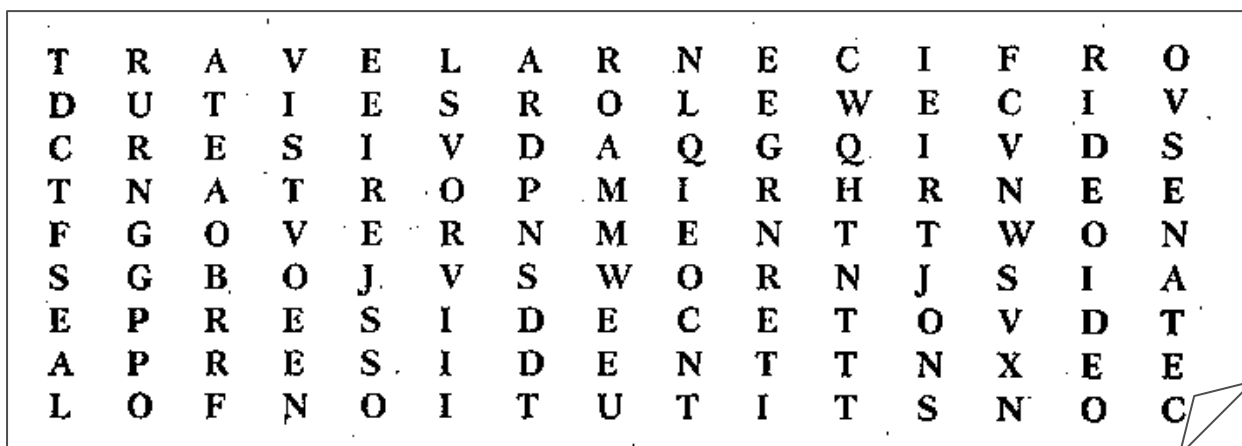 T R A V E L A R N E C I F R O
D U T I E S R O L E W E C I V
C R E S I V D A Q G Q I V D S
T N A T R O P M I R H R N E E
F G O V E R N M E N T T W O N
S G B O J V S W O R N J S I A
E P R E S I D E C E T O V D T
A P R E S I D E N T T N X E E
L O F N O I T U T I T S N O C